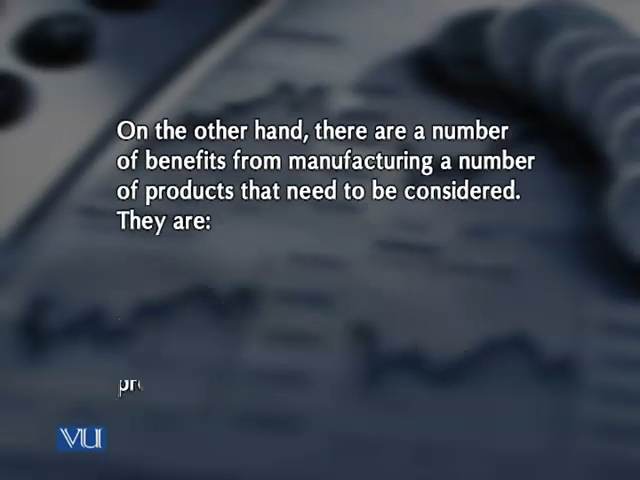 On the other hand, there are a number
of benefits from manufacturing a number
of products that need to be considered.
They are:
VU